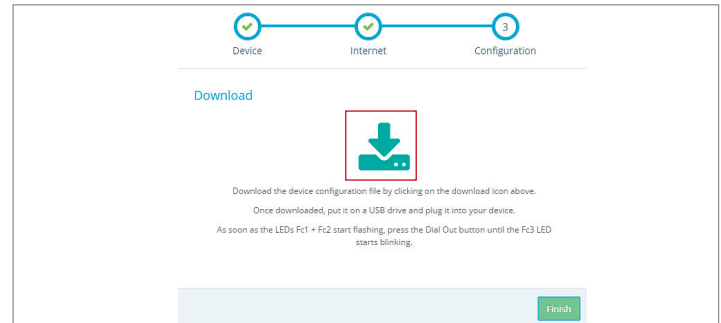 3
Device
Internet
Configuration
Download
Download the device configuration file by clicking on the download icon above.
Once downloaded, put it on a USB drive and plug it into your device.
As soon as the LEDs Fc1 + Fc2 start flashing, press the Dial Out button until the Fc3 LED
starts blinking.
Finish